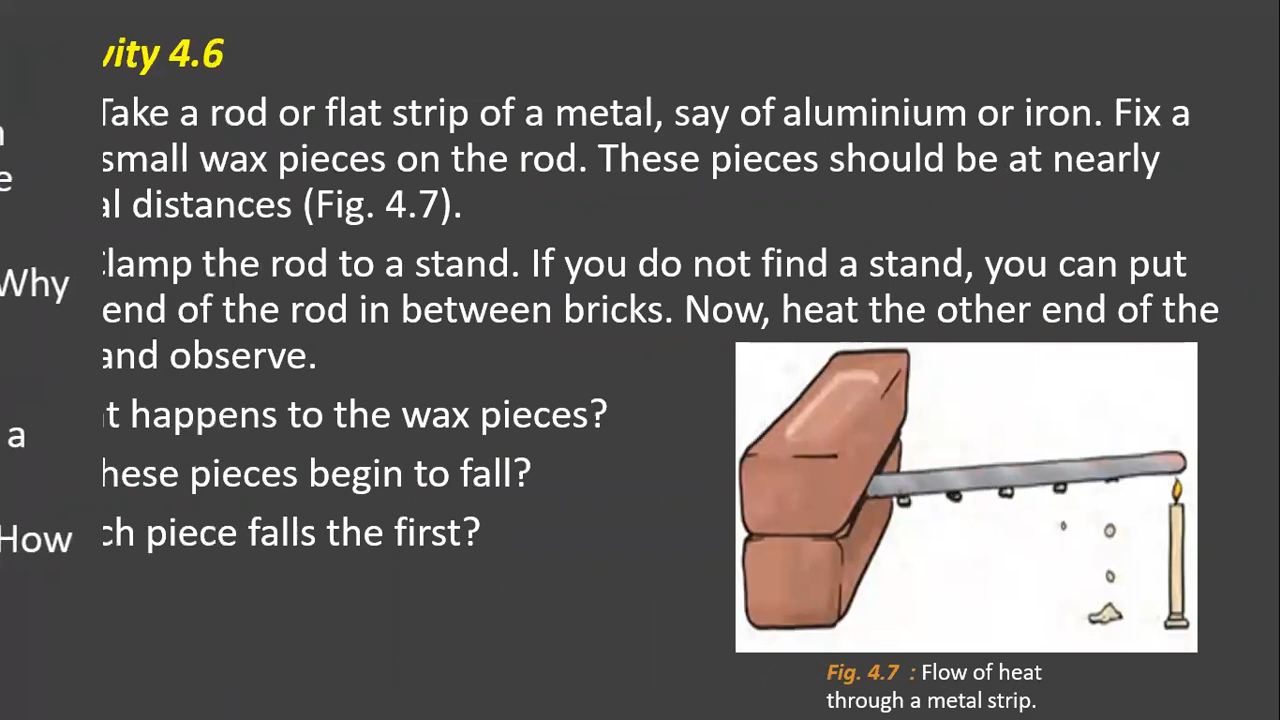 vity 4.6
Take a rod or flat strip of a metal, say of aluminium or iron. Fix a
small wax pieces on the rod. These pieces should be at nearly
al distances (Fig. 4.7).
Clamp the rod to a stand. If you do not find a stand, you can put
end of the rod in between bricks. Now, heat the other end of the
and observe.
t happens to the wax pieces?
hese pieces begin to fall?
ch piece falls the first?
n
e
Why
a
How
Fig. 4.7 : Flow of heat
through a metal strip.